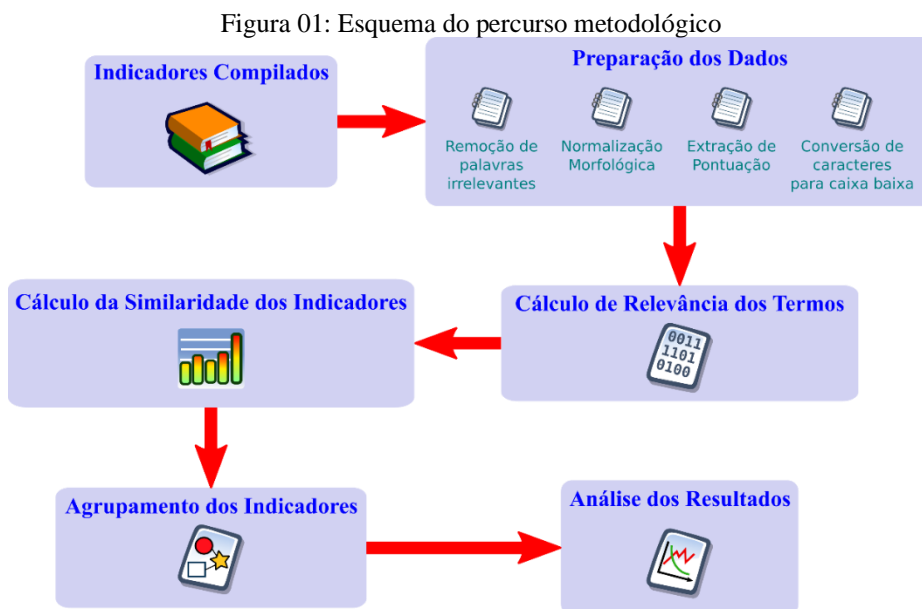 Figura 01: Esquema do percurso metodológico
Indicadores Compilados
Preparação dos Dados
Remoção de
palavras
irrelevantes
Normalização
Morfológica
Extração de
Pontuação
Conversão de
caracteres
para caixa baixa
Cálculo da Similaridade dos Indicadores
Cálculo de Relevância dos Termos
0011
1101
0100
Agrupamento dos Indicadores
Análise dos Resultados